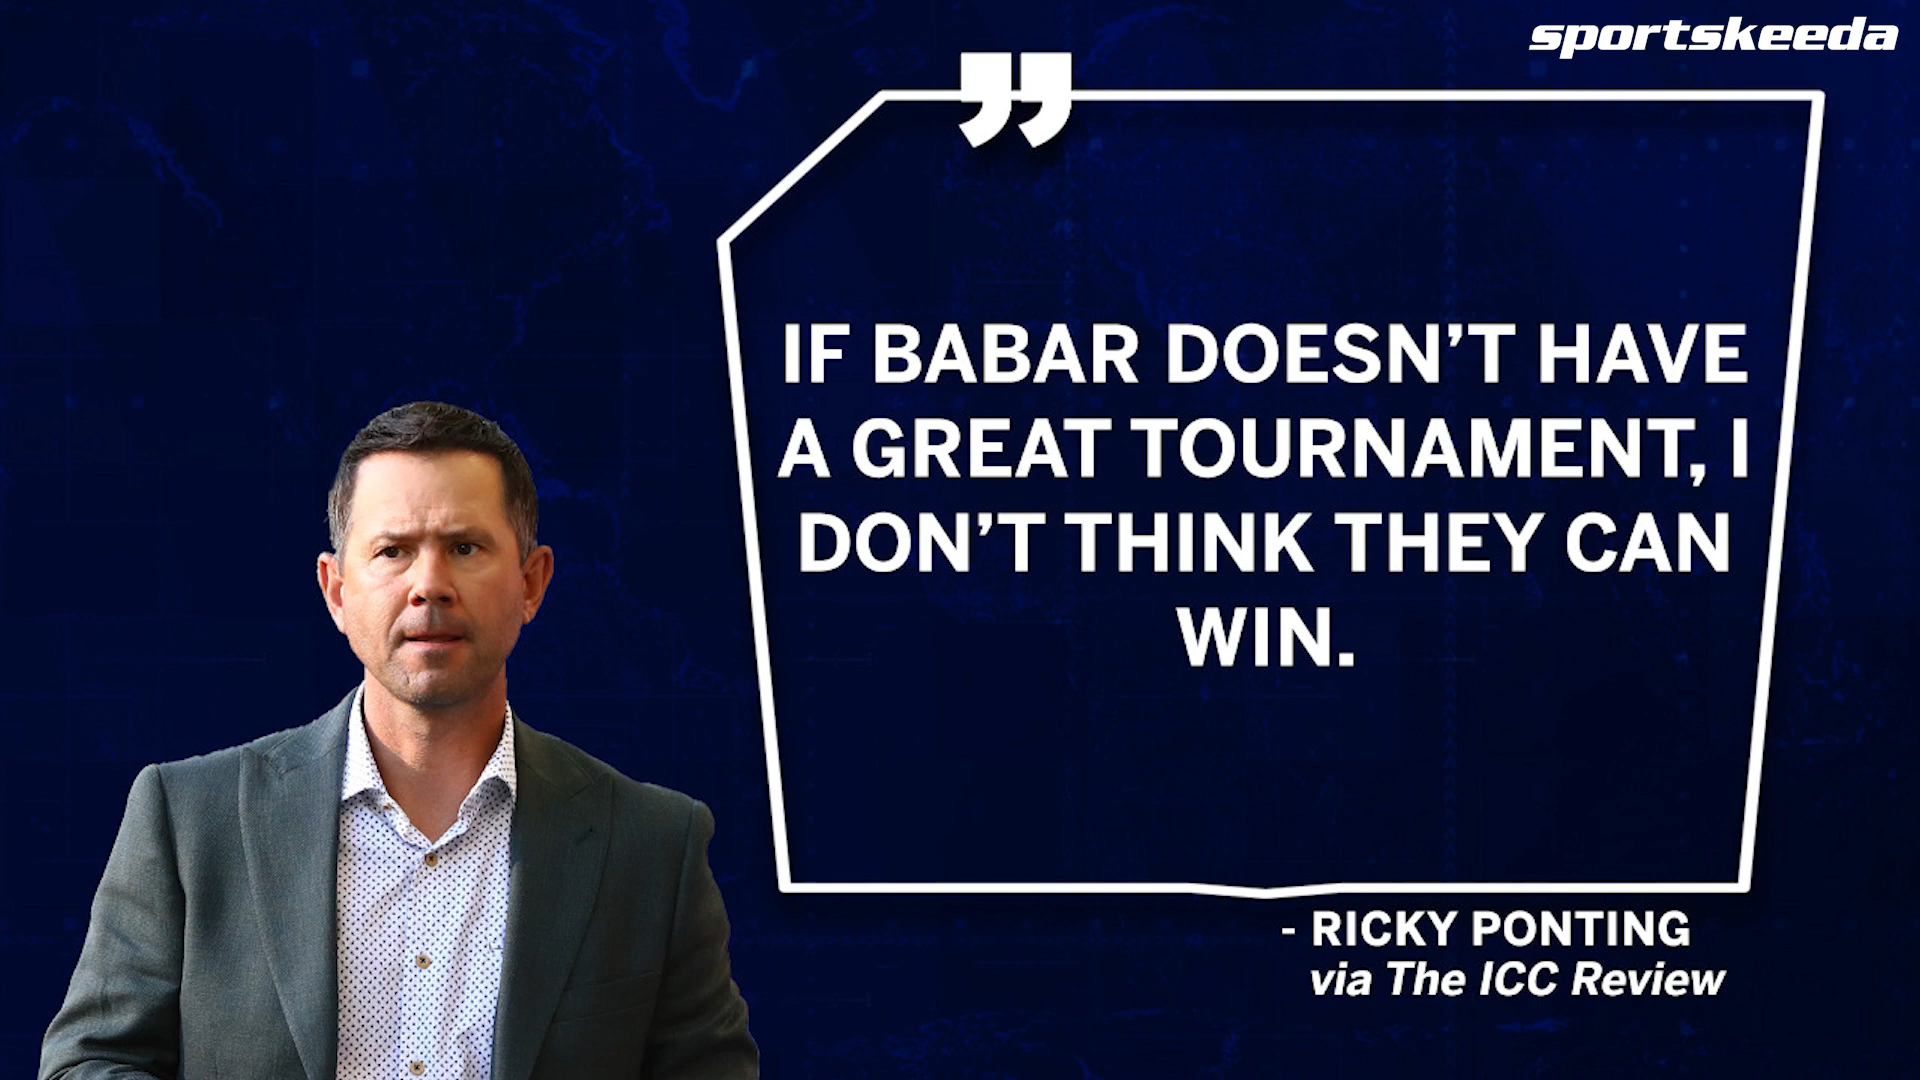 sportskeeda
”
IF BABAR DOESN’T HAVE
A GREAT TOURNAMENT, I
DON’T THINK THEY CAN
WIN.
- RICKY PONTING
via The ICC Review